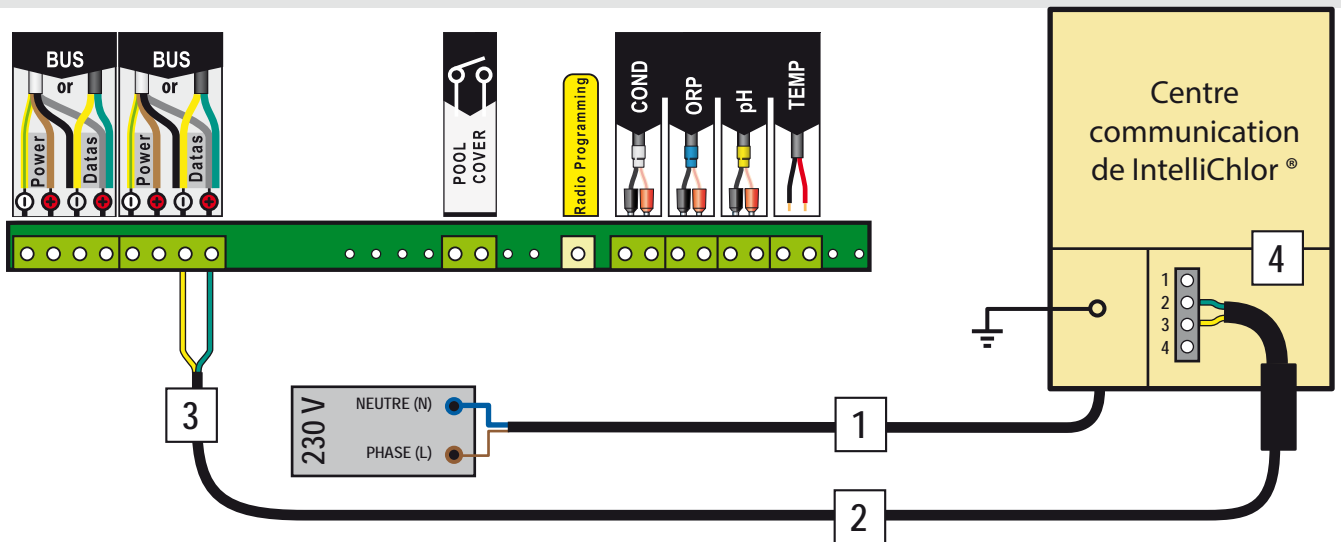 BUS
or
Power
Datas
BUS
or
Power
Datas
POOL
COVER
Radio Programming
COND
ORP
pH
TEMP
Centre
communication
de IntelliChlor ®
4
1
2
3
4
3
230 V
NEUTRE (N)
PHASE (L)
1
2